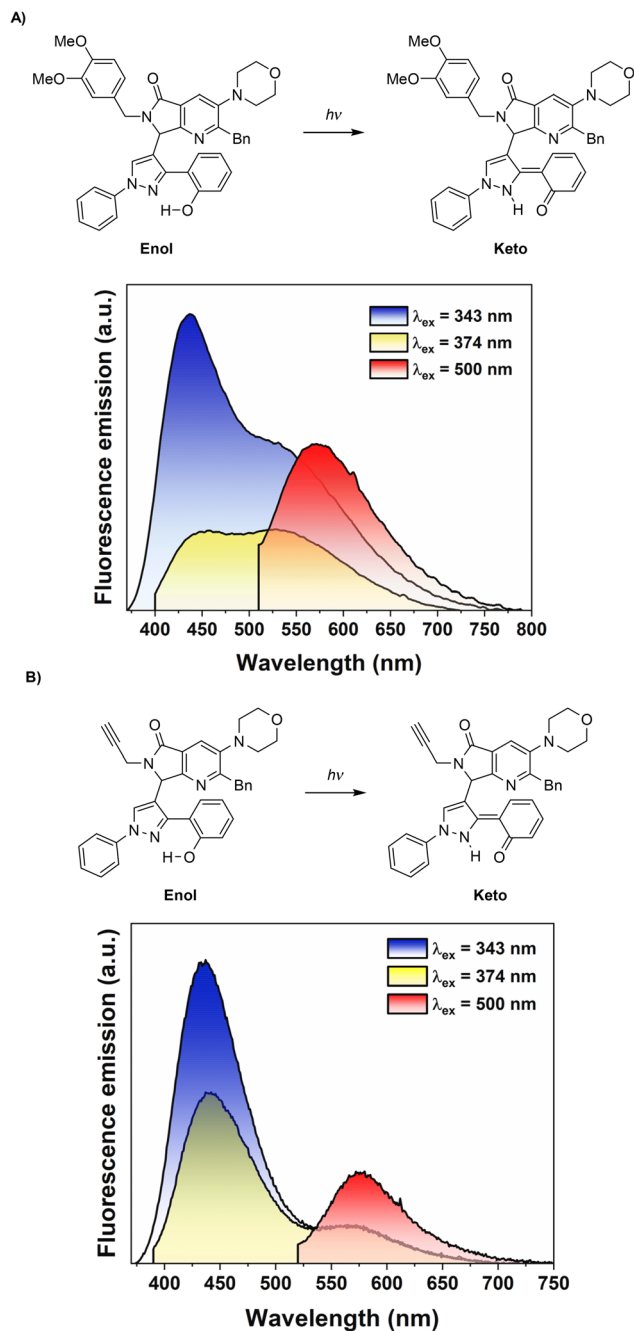 A)
MeO
MeO
O
N
N
O
N
Bn
N
N
H
O
Enol
hv
MeO
MeO
O
N
N
O
N
Bn
N
N
H
O
Keto
Fluorescence emission (a.u.)
λex = 343 nm
λex = 374 nm
λex = 500 nm
400 450 500 550 600 650 700 750 800
Wavelength (nm)
B)
O
N
N
O
N
Bn
N
N
H
O
Enol
hv
O
N
N
O
N
Bn
N
N
H
O
Keto
Fluorescence emission (a.u.)
λex = 343 nm
λex = 374 nm
λex = 500 nm
400 450 500 550 600 650 700 750
Wavelength (nm)